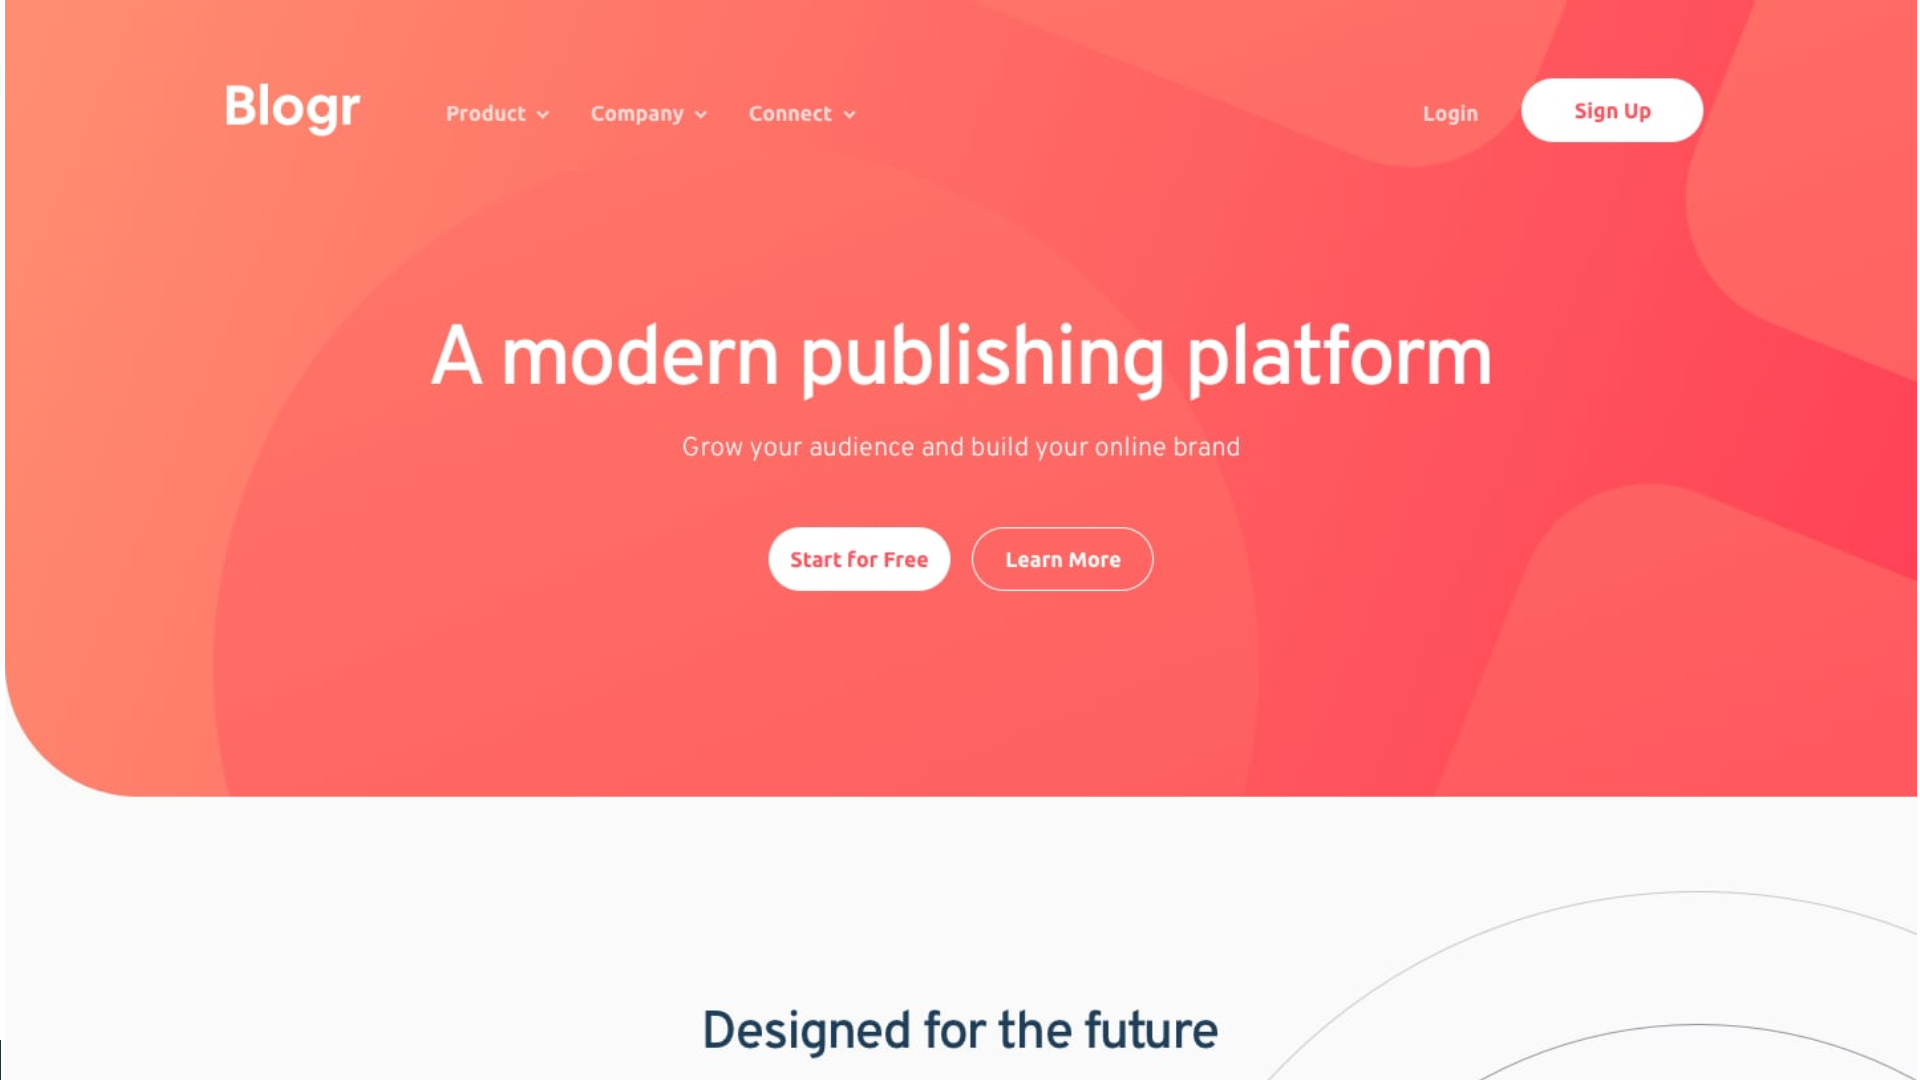 Blogr
Product
Company
Connect
Login
Sign Up
A modern publishing platform
Grow your audience and build your online brand
Start for Free
Learn More
Designed for the future